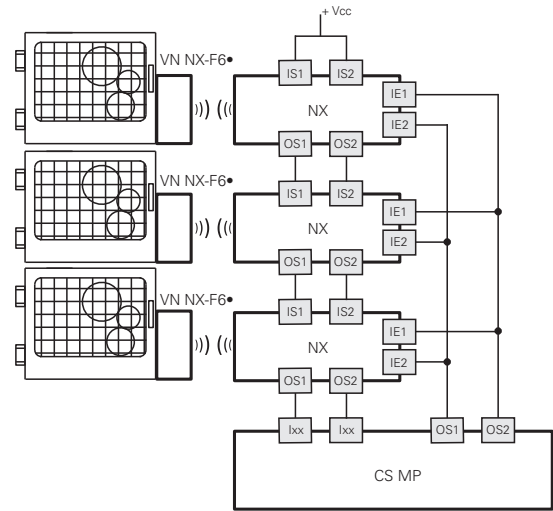 + Vcc
VN NX-F6•
IS1 IS2
IE1
NX
IE2
OS1 OS2
VN NX-F6•
IS1 IS2
IE1
NX
IE2
OS1 OS2
VN NX-F6•
IS1 IS2
IE1
NX
IE2
OS1 OS2
Ixx Ixx OS1 OS2
CS MP